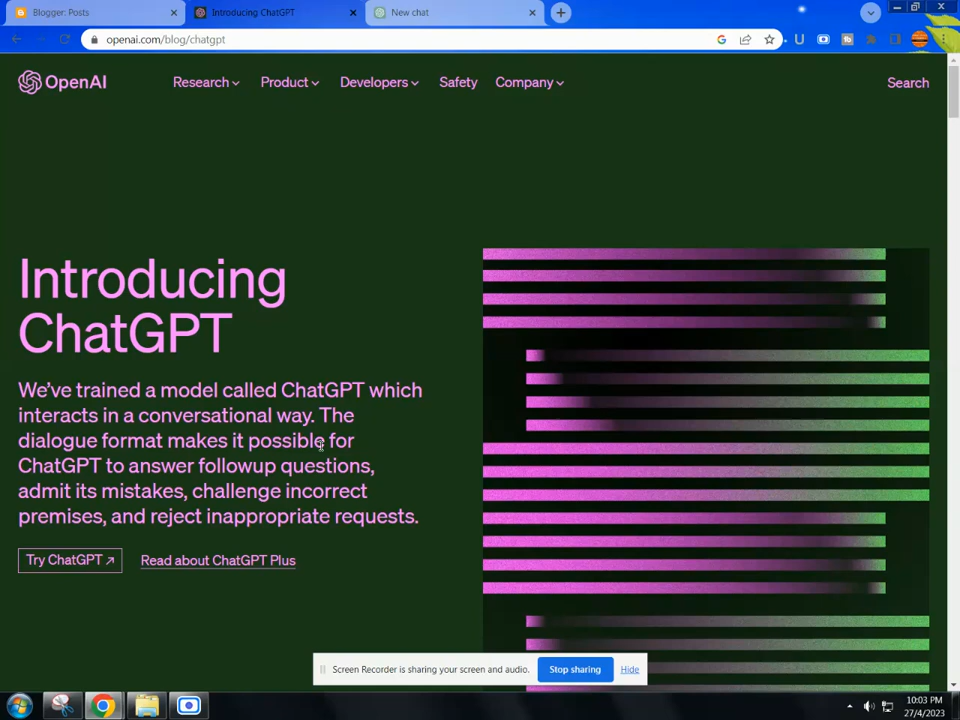 Blogger: Posts
Introducing ChatGPT
New chat
openai.com/blog/chatgpt
OpenAI
Research
Product
Developers
Safety
Company
Search
Introducing
ChatGPT
We've trained a model called ChatGPT which
interacts in a conversational way. The
dialogue format makes it possible for
ChatGPT to answer followup questions,
admit its mistakes, challenge incorrect
premises, and reject inappropriate requests.
Try ChatGPT ↗
Read about ChatGPT Plus
Screen Recorder is sharing your screen and audio.
Stop sharing
Hide
10:03 PM
27/4/2023